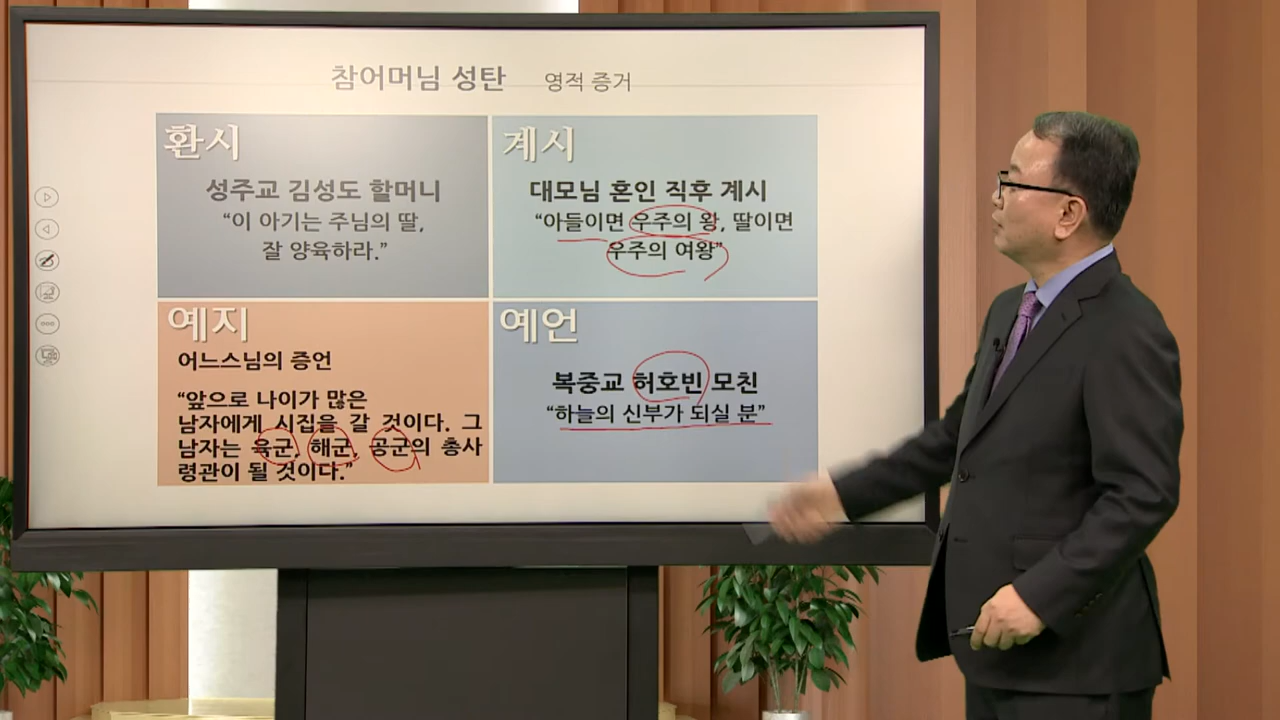 참어머님 성탄 영적 증거
환시
성주교 김성도 할머니
“이 아기는 주님의 딸,
잘 양육하라.”
계시
대모님 혼인 직후 계시
“아들이면 우주의 왕, 딸이면
우주의 여왕”
예지
어느스님의 증언
“앞으로 나이가 많은
남자에게 시집을 갈 것이다. 그
남자는 육군, 해군, 공군의 총사
령관이 될 것이다.”
예언
복중교 허호빈 모친
“하늘의 신부가 되실 분”